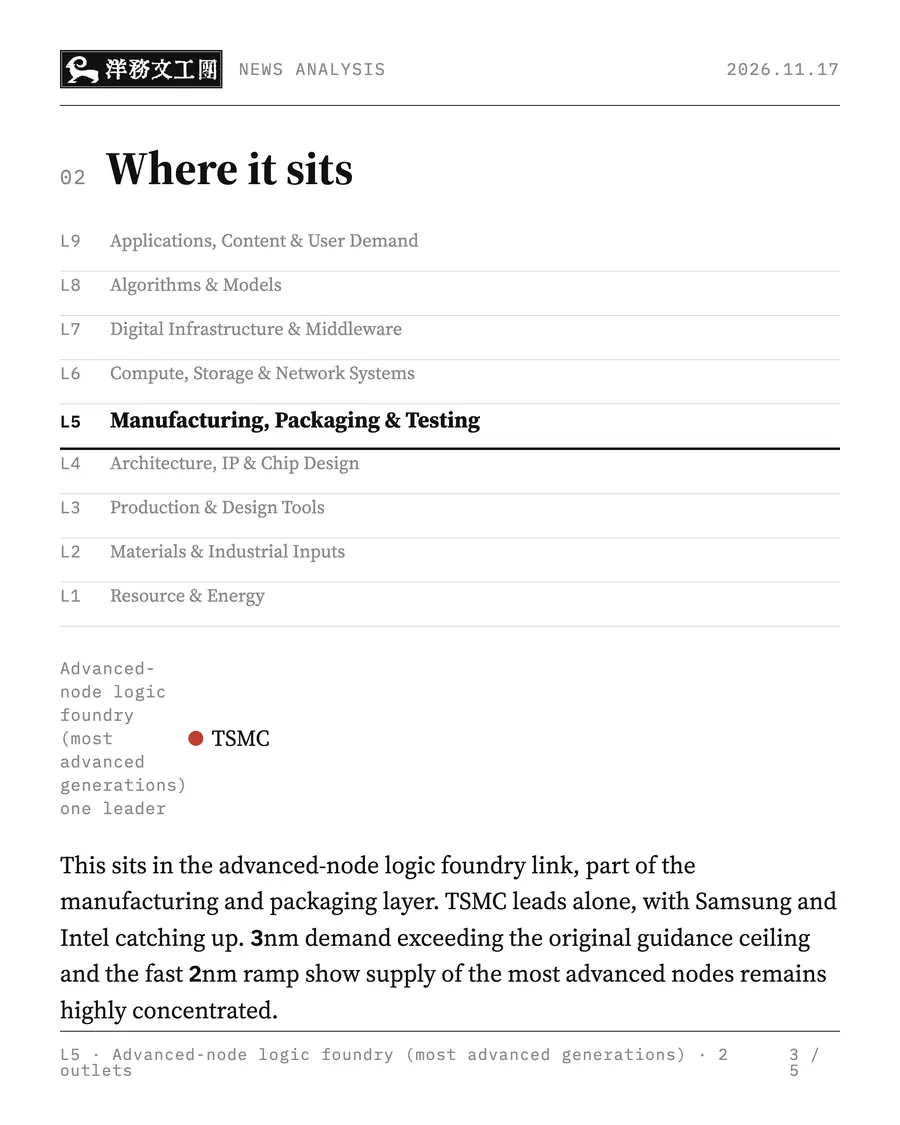 洋務文工團 NEWS ANALYSIS 2026.11.17
02 Where it sits
L9 Applications, Content & User Demand
L8 Algorithms & Models
L7 Digital Infrastructure & Middleware
L6 Compute, Storage & Network Systems
L5 Manufacturing, Packaging & Testing
L4 Architecture, IP & Chip Design
L3 Production & Design Tools
L2 Materials & Industrial Inputs
L1 Resource & Energy
Advanced-
node logic
foundry
(most
advanced
generations)
one leader
TSMC
This sits in the advanced-node logic foundry link, part of the
manufacturing and packaging layer. TSMC leads alone, with Samsung and
Intel catching up. 3nm demand exceeding the original guidance ceiling
and the fast 2nm ramp show supply of the most advanced nodes remains
highly concentrated.
L5 · Advanced-node logic foundry (most advanced generations) · 2
outlets
3 /
5